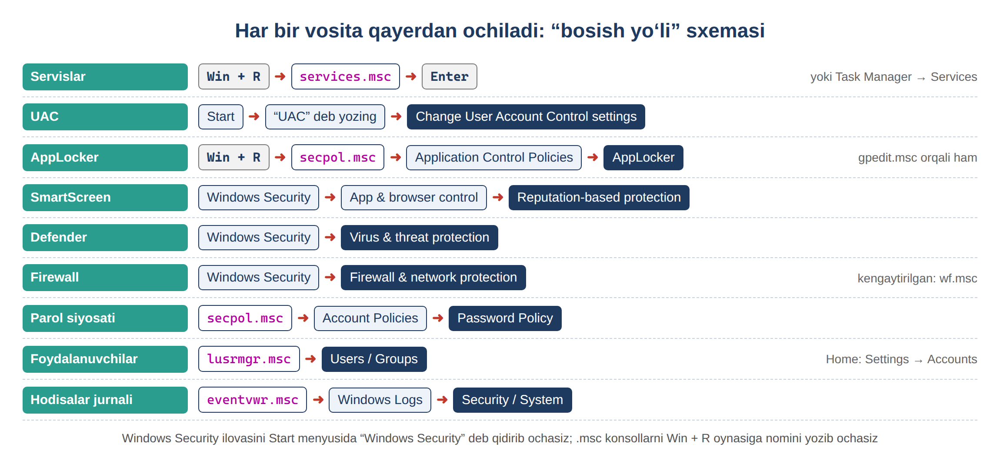 Har bir vosita qayerdan ochiladi: “bosish yo‘li” sxemasi
Servislar Win + R ➜ services.msc ➜ Enter yoki Task Manager → Services
UAC Start ➜ “UAC” deb yozing ➜ Change User Account Control settings
AppLocker Win + R ➜ secpol.msc ➜ Application Control Policies ➜ AppLocker gpedit.msc orqali ham
SmartScreen Windows Security ➜ App & browser control ➜ Reputation-based protection
Defender Windows Security ➜ Virus & threat protection
Firewall Windows Security ➜ Firewall & network protection kengaytirilgan: wf.msc
Parol siyosati secpol.msc ➜ Account Policies ➜ Password Policy
Foydalanuvchilar lusrmgr.msc ➜ Users / Groups Home: Settings → Accounts
Hodisalar jurnali eventvwr.msc ➜ Windows Logs ➜ Security / System
Windows Security ilovasini Start menyusida “Windows Security” deb qidirib ochasiz; .msc konsollarni Win + R oynasiga nomini yozib ochasiz